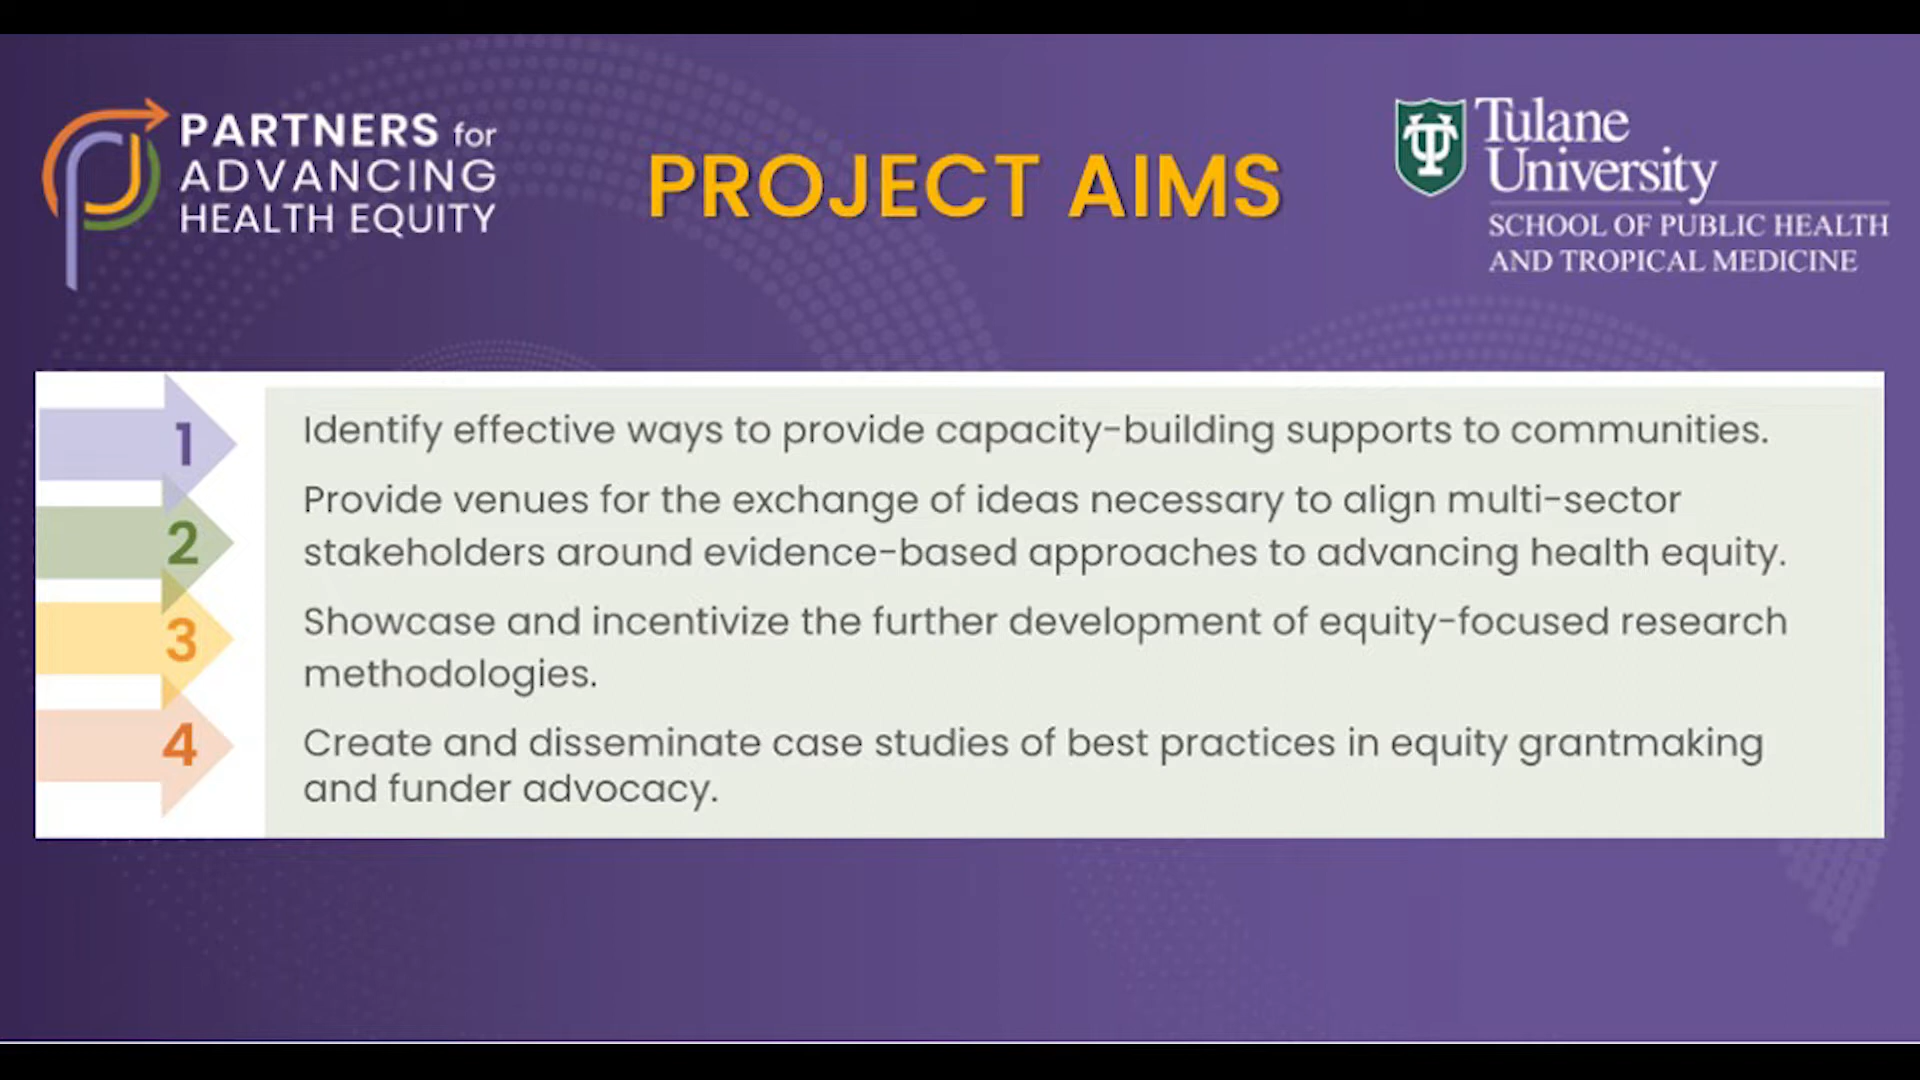 PARTNERS for
ADVANCING
HEALTH EQUITY
PROJECT AIMS
Tulane
University
SCHOOL OF PUBLIC HEALTH
AND TROPICAL MEDICINE
1
Identify effective ways to provide capacity-building supports to communities.
2
Provide venues for the exchange of ideas necessary to align multi-sector
stakeholders around evidence-based approaches to advancing health equity.
3
Showcase and incentivize the further development of equity-focused research
methodologies.
4
Create and disseminate case studies of best practices in equity grantmaking
and funder advocacy.